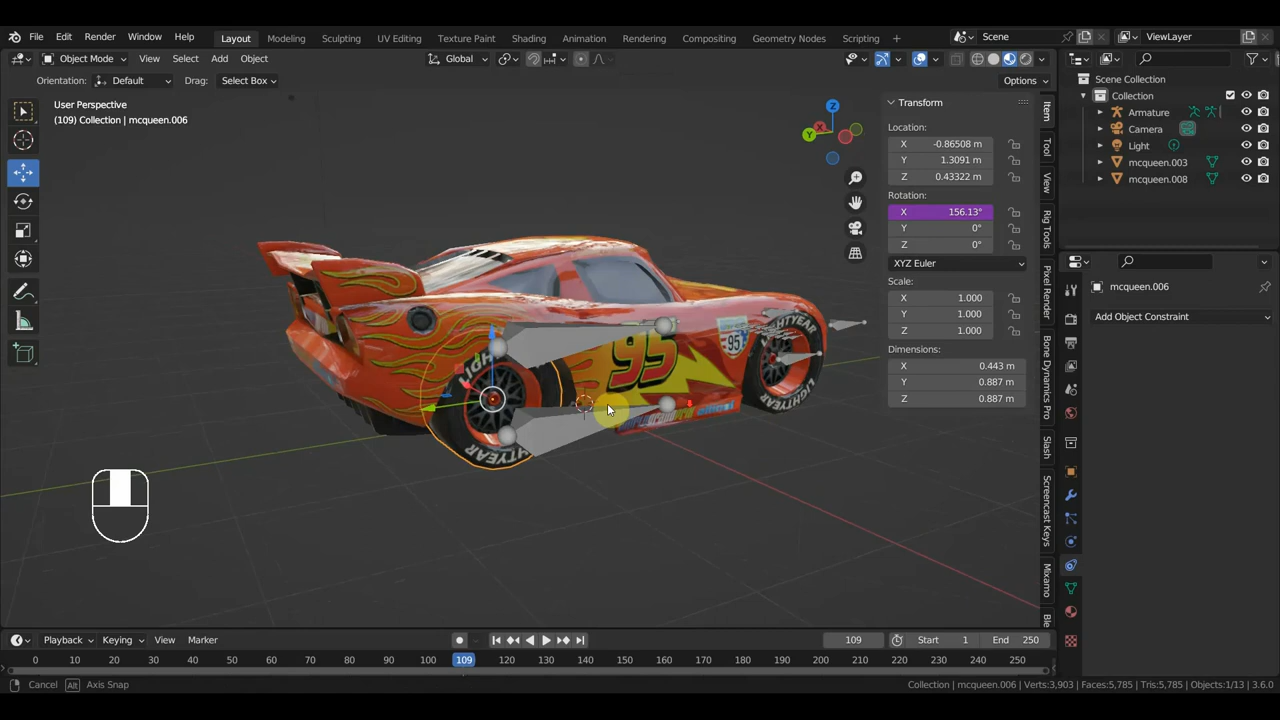 File Edit Render Window Help Layout Modeling Sculpting UV Editing Texture Paint Shading Animation Rendering Compositing Geometry Nodes Scripting + Scene ViewLayer
Object Mode View Select Add Object Global
Orientation: Default Drag: Select Box Options
User Perspective
(109) Collection | mcqueen.006
Z
X
Y
Transform
Location:
X -0.86508 m
Y 1.3091 m
Z 0.43322 m
Rotation:
X 156.13°
Y 0°
Z 0°
XYZ Euler
Scale:
X 1.000
Y 1.000
Z 1.000
Dimensions:
X 0.443 m
Y 0.887 m
Z 0.887 m
Item
Tool
View
Rig Tools
Pixel Render
Bone Dynamics Pro
Slash
Screencast Keys
Mixamo
Ble
Scene Collection
Collection
Armature
Camera
Light
mcqueen.003
mcqueen.008
mcqueen.006
Add Object Constraint
LIGHTYEAR
95
95
LIGH
LIGHTYEAR
Playback Keying View Marker 109 Start 1 End 250
0 10 20 30 40 50 60 70 80 90 100 109 120 130 140 150 160 170 180 190 200 210 220 230 240 250
Cancel Alt Axis Snap Collection | mcqueen.006 | Verts:3,903 | Faces:5,785 | Tris:5,785 | Objects:1/13 | 3.6.0